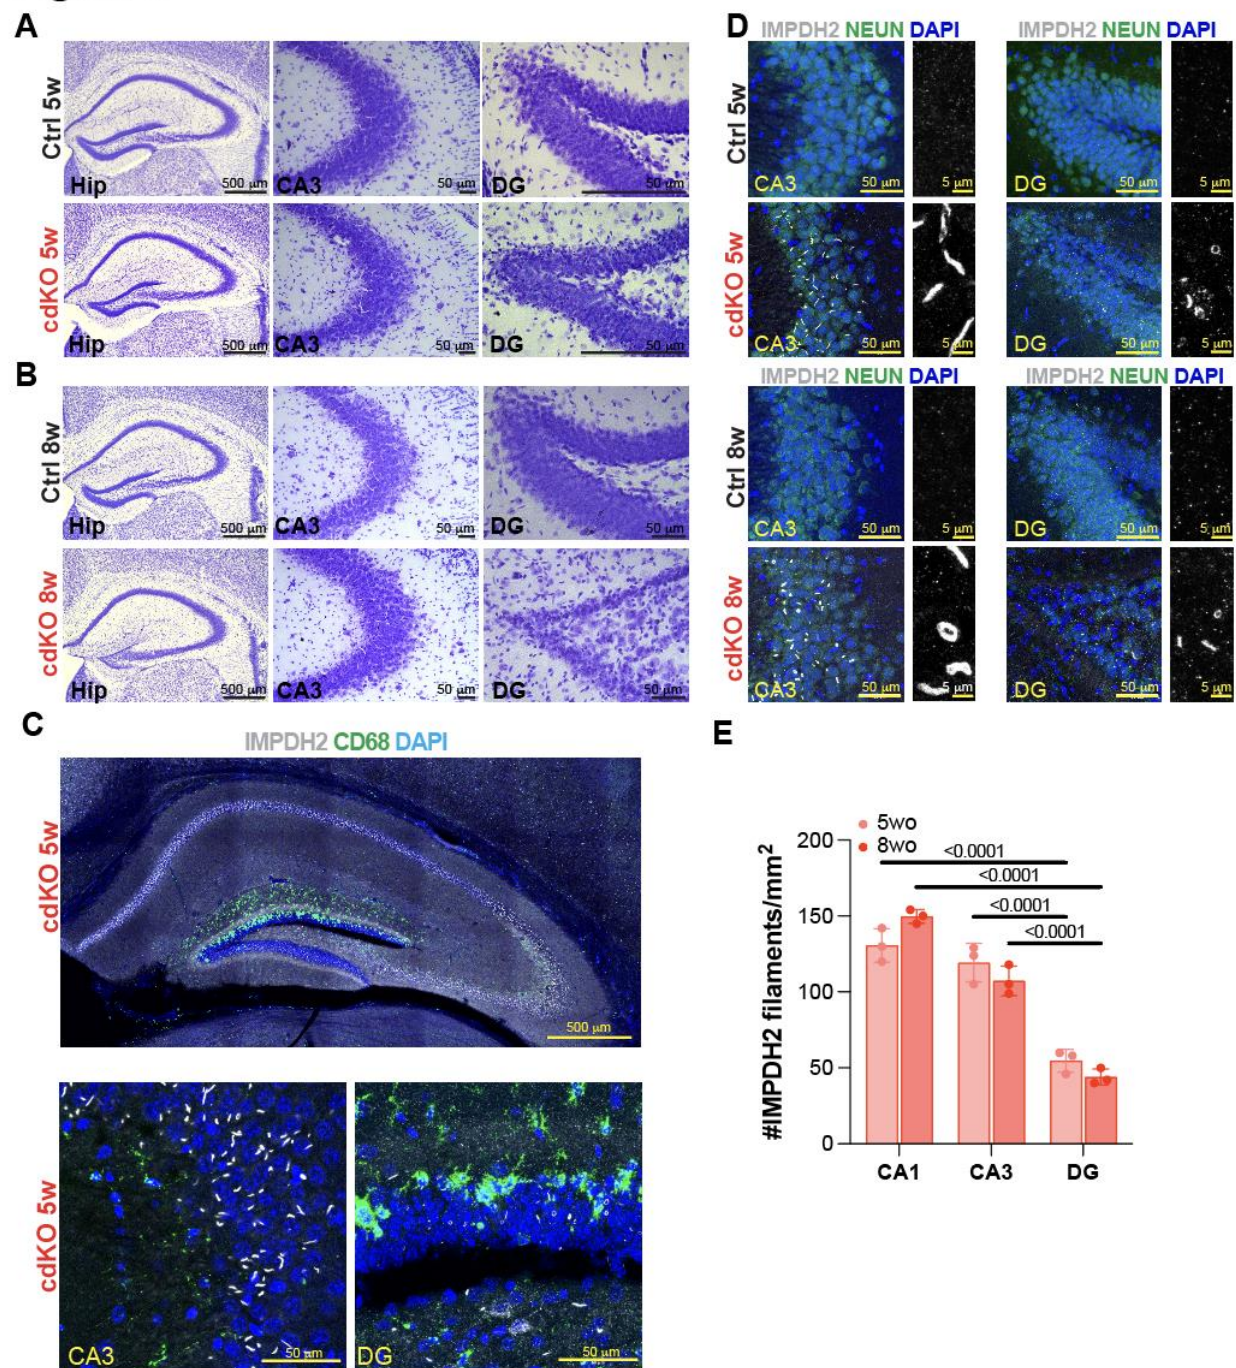 A
Ctrl 5w
Hip
500 µm
CA3
50 µm
DG
50 µm
cdKO 5w
Hip
500 µm
CA3
50 µm
DG
50 µm
B
Ctrl 8w
Hip
500 µm
CA3
50 µm
DG
50 µm
cdKO 8w
Hip
500 µm
CA3
50 µm
DG
50 µm
C
IMPDH2 CD68 DAPI
cdKO 5w
500 µm
cdKO 5w
CA3
50 µm
DG
50 µm
D
IMPDH2 NEUN DAPI
IMPDH2 NEUN DAPI
Ctrl 5w
CA3
50 µm
5 µm
DG
50 µm
5 µm
cdKO 5w
CA3
50 µm
5 µm
DG
50 µm
5 µm
IMPDH2 NEUN DAPI
IMPDH2 NEUN DAPI
Ctrl 8w
CA3
50 µm
5 µm
DG
50 µm
5 µm
cdKO 8w
CA3
50 µm
5 µm
DG
50 µm
5 µm
E
5wo
8wo
#IMPDH2 filaments/mm²
200
150
100
50
0
<0.0001
<0.0001
<0.0001
<0.0001
CA1
CA3
DG